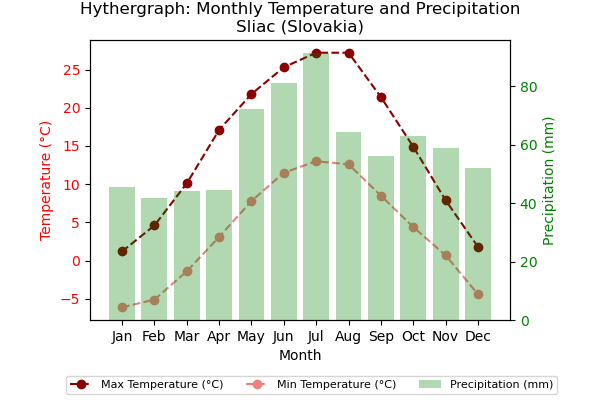 Hythergraph: Monthly Temperature and Precipitation
Sliac (Slovakia)
Temperature (°C)
25
20
15
10
5
0
−5
Precipitation (mm)
80
60
40
20
0
Jan Feb Mar Apr May Jun Jul Aug Sep Oct Nov Dec
Month
Max Temperature (°C) Min Temperature (°C) Precipitation (mm)